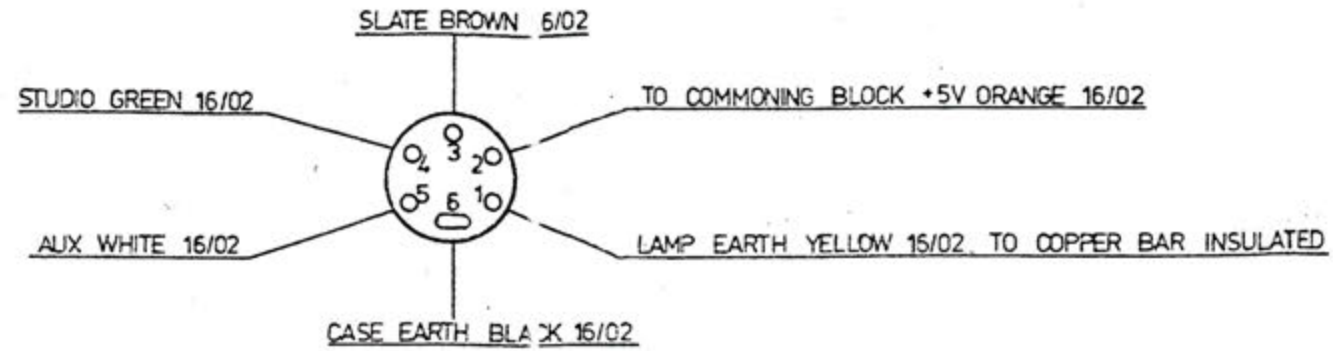 SLATE BROWN 6/02
STUDIO GREEN 16/02
TO COMMONING BLOCK +5V ORANGE 16/02
3
4 2
5 6 1
AUX WHITE 16/02
LAMP EARTH YELLOW 16/02 TO COPPER BAR INSULATED
CASE EARTH BLACK 16/02